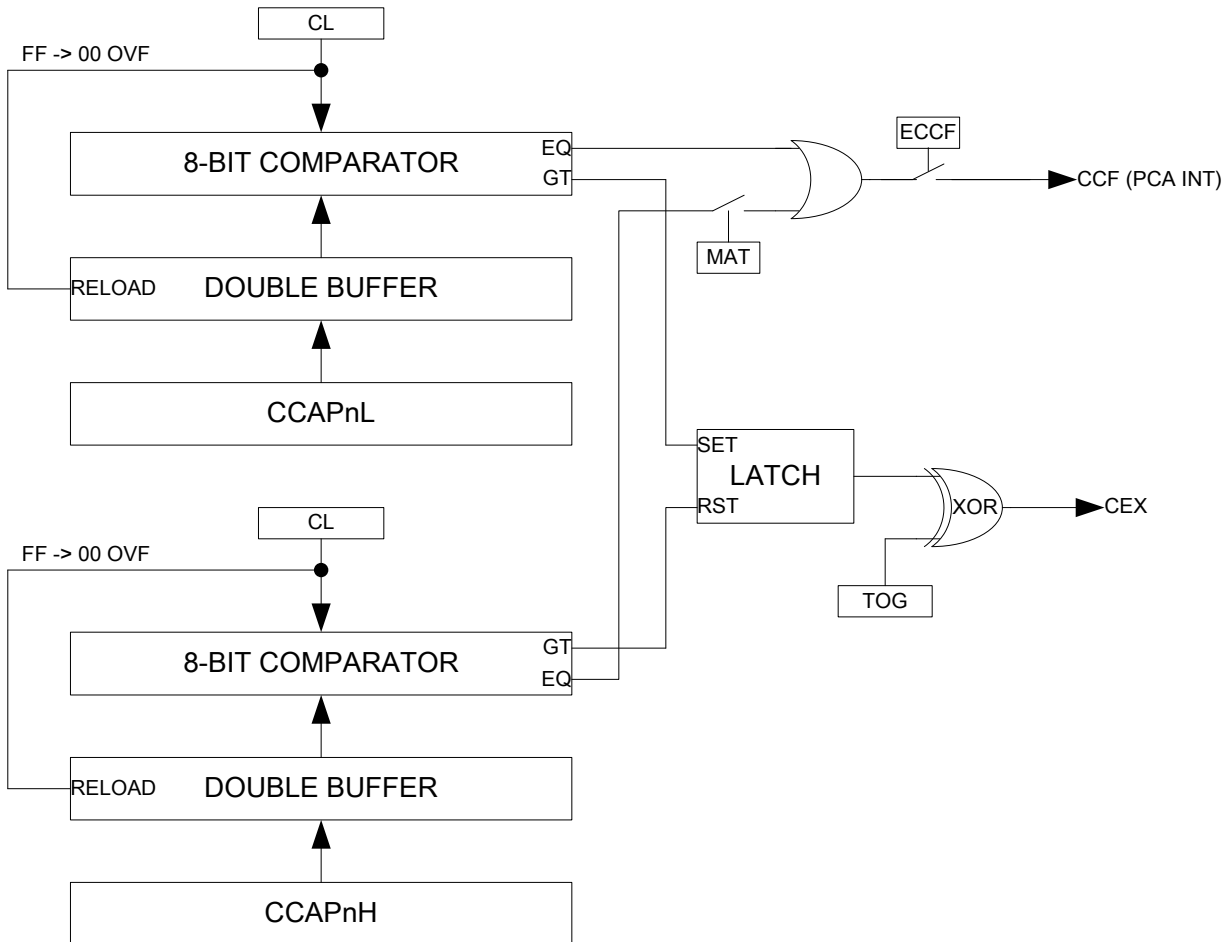 CL
FF -> 00 OVF
ECCF
8-BIT COMPARATOR
EQ
GT
CCF (PCA INT)
MAT
RELOAD
DOUBLE BUFFER
CCAPnL
SET
LATCH
RST
XOR
CEX
CL
FF -> 00 OVF
TOG
8-BIT COMPARATOR
GT
EQ
RELOAD
DOUBLE BUFFER
CCAPnH